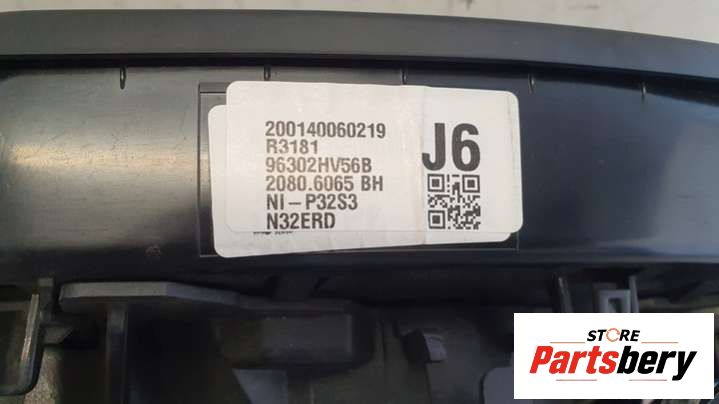 200140060219
R3181
96302HV56B
2080.6065 BH
NI-P32S3
N32ERD
J6
STORE
Partsbery